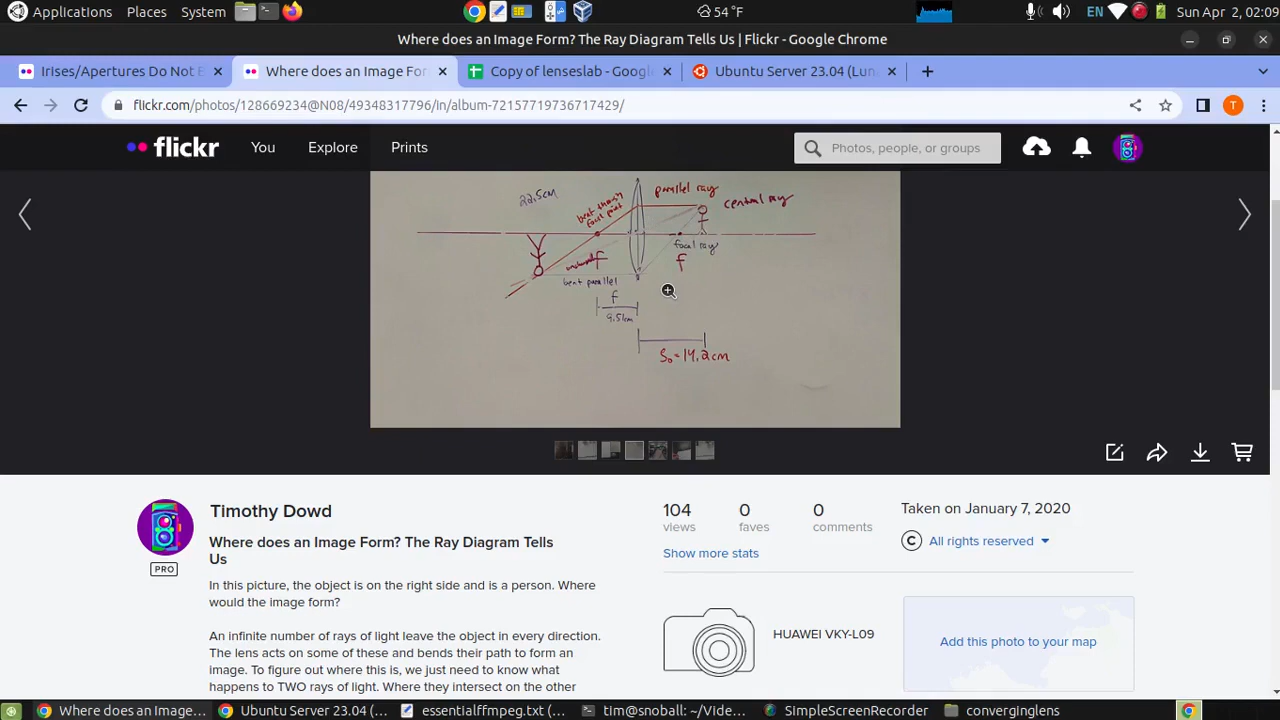 Applications Places System 54 °F EN Sun Apr 2, 02:09
Where does an Image Form? The Ray Diagram Tells Us | Flickr - Google Chrome
Irises/Apertures Do Not B
Where does an Image For
Copy of lenseslab - Googl
Ubuntu Server 23.04 (Lun
flickr.com/photos/128669234@N08/49348317796/in/album-72157719736717429/
T
flickr You Explore Prints Photos, people, or groups
22.5cm
bent through
focal point
parallel ray
central ray
focal ray
f
f
bent parallel
f
9.51cm
So = 14.2cm
Timothy Dowd
PRO
Where does an Image Form? The Ray Diagram Tells
Us
In this picture, the object is on the right side and is a person. Where
would the image form?
An infinite number of rays of light leave the object in every direction.
The lens acts on some of these and bends their path to form an
image. To figure out where this is, we just need to know what
happens to TWO rays of light. Where they intersect on the other
104
views
0
faves
0
comments
Show more stats
Taken on January 7, 2020
All rights reserved
HUAWEI VKY-L09
Add this photo to your map
Where does an Image...
Ubuntu Server 23.04 (...
essentialffmpeg.txt (...
tim@snoball: ~/Vide...
SimpleScreenRecorder
converginglens